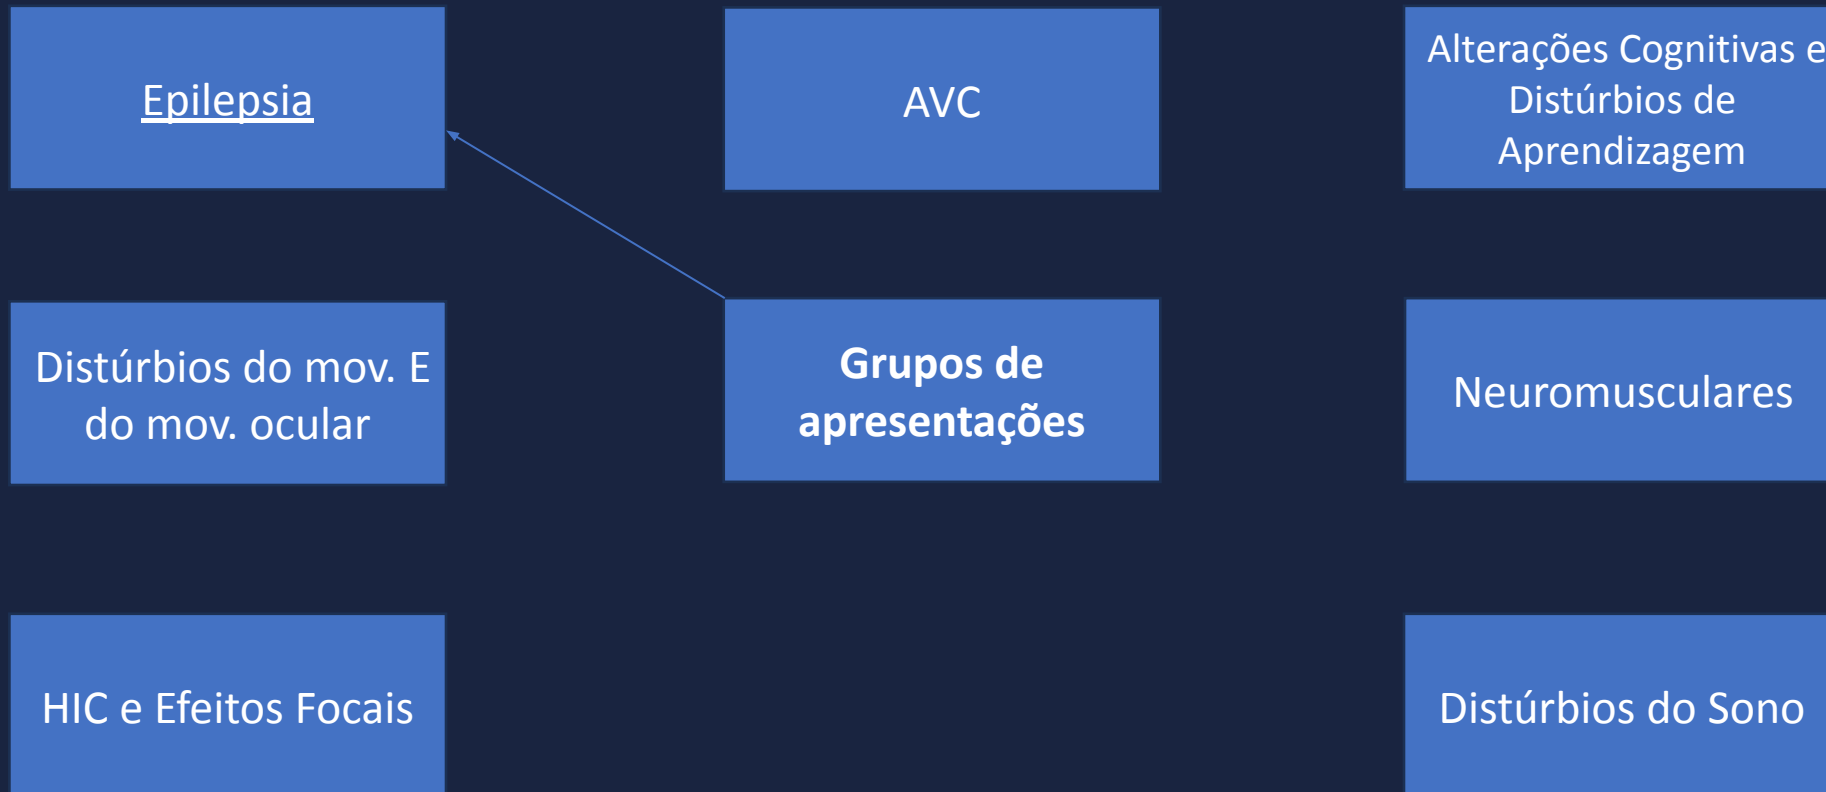 Epilepsia
AVC
Alterações Cognitivas e
Distúrbios de
Aprendizagem
Distúrbios do mov. E
do mov. ocular
Grupos de
apresentações
Neuromusculares
HIC e Efeitos Focais
Distúrbios do Sono